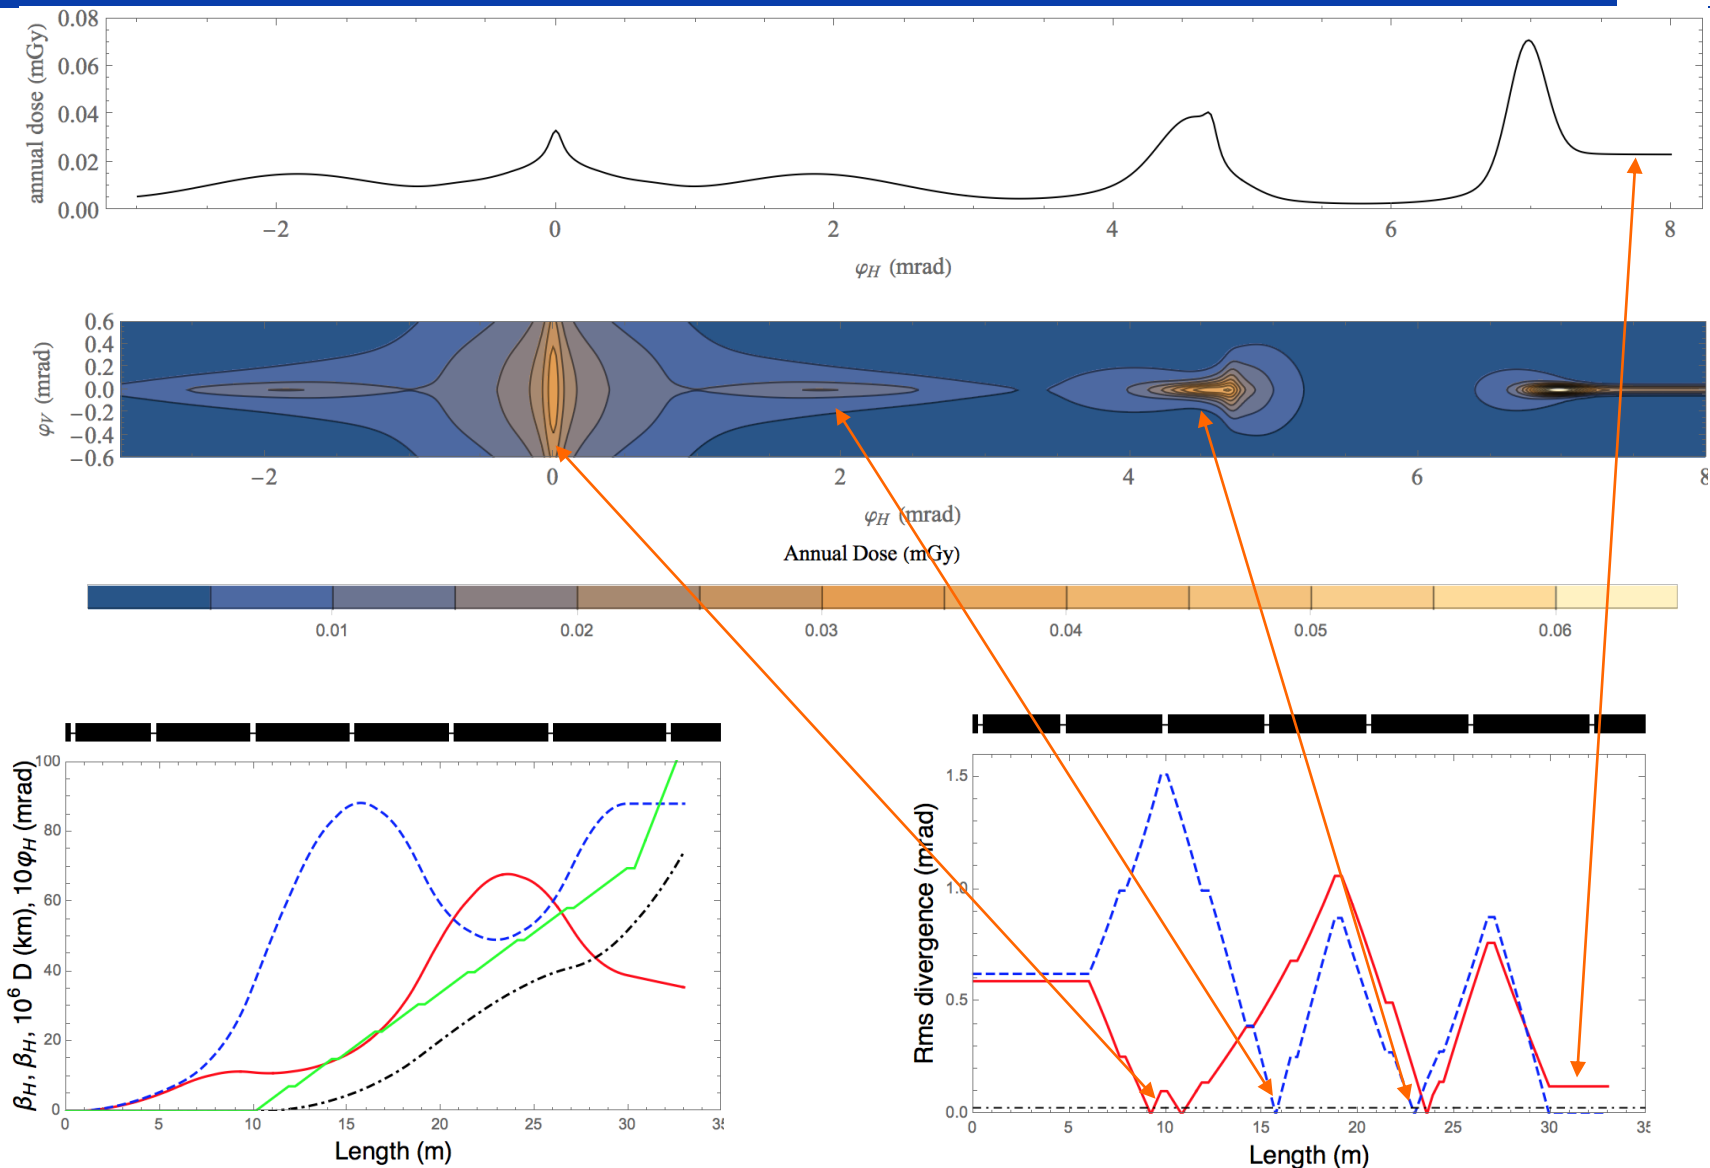 0.08
0.06
0.04
0.02
0.00
annual dose (mGy)
−2 0 2 4 6 8
φH (mrad)
0.6
0.4
0.2
0.0
−0.2
−0.4
−0.6
φV (mrad)
−2 0 2 4 6 8
φH (mrad)
Annual Dose (mGy)
0.01 0.02 0.03 0.04 0.05 0.06
100
80
60
40
20
0
βH, βH, 10⁶ D (km), 10φH (mrad)
0 5 10 15 20 25 30 35
Length (m)
1.5
1.0
0.5
0.0
Rms divergence (mrad)
0 5 10 15 20 25 30 35
Length (m)